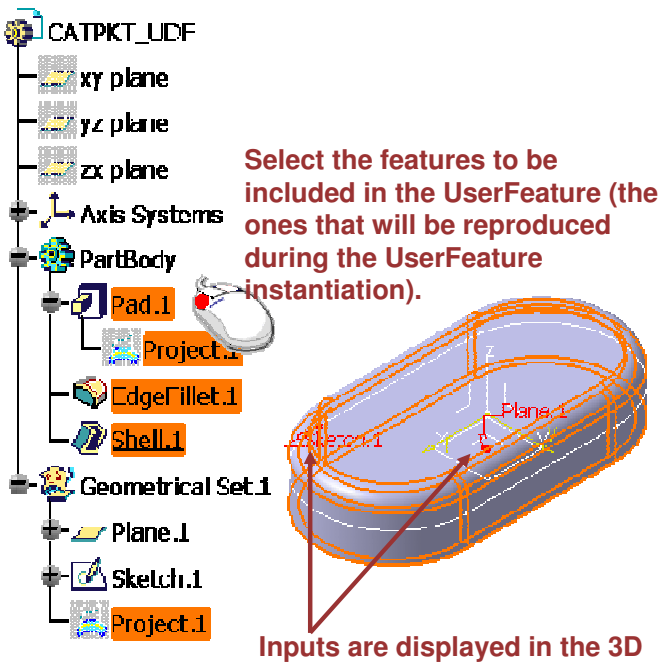 CATPKT_UDF
xy plane
yz plane
zx plane
Select the features to be
included in the UserFeature (the
ones that will be reproduced
during the UserFeature
instantiation).
Axis Systems
PartBody
Pad.1
Project.1
EdgeFillet.1
Shell.1
Geometrical Set.1
Plane.1
Sketch.1
Project.1
Z
Plane.1
Sketch.1
X
Y
Inputs are displayed in the 3D